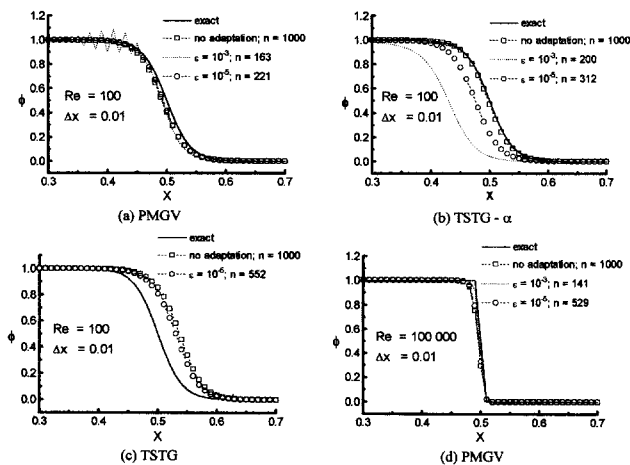 exact
no adaptation; n = 1000
ε = 10⁻³; n = 163
ε = 10⁻⁵; n = 221
Re = 100
Δx = 0.01
ϕ
1.0
0.8
0.6
0.4
0.2
0.0
0.3 0.4 0.5 0.6 0.7
X
(a) PMGV
exact
no adaptation; n = 1000
ε = 10⁻³; n = 200
ε = 10⁻⁵; n = 312
Re = 100
Δx = 0.01
ϕ
1.0
0.8
0.6
0.4
0.2
0.0
0.3 0.4 0.5 0.6 0.7
X
(b) TSTG - α
exact
no adaptation; n = 1000
ε = 10⁻⁶; n = 552
Re = 100
Δx = 0.01
ϕ
1.0
0.8
0.6
0.4
0.2
0.0
0.3 0.4 0.5 0.6 0.7
X
(c) TSTG
exact
no adaptation; n = 1000
ε = 10⁻³; n = 141
ε = 10⁻⁵; n = 529
Re = 100 000
Δx = 0.01
ϕ
1.2
1.0
0.8
0.6
0.4
0.2
0.0
0.3 0.4 0.5 0.6 0.7
X
(d) PMGV